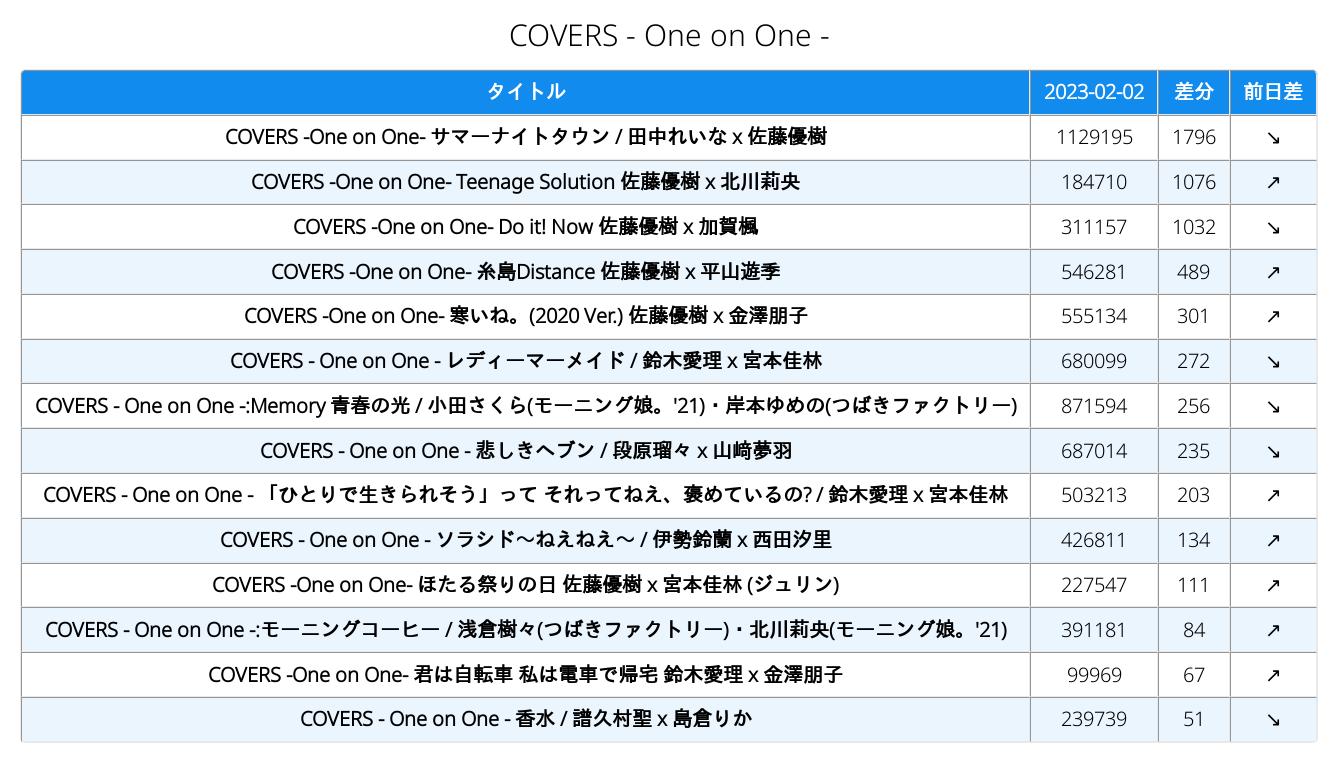 COVERS - One on One -
タイトル 2023-02-02 差分 前日差
COVERS -One on One- サマーナイトタウン / 田中れいな x 佐藤優樹 1129195 1796 ↘
COVERS -One on One- Teenage Solution 佐藤優樹 x 北川莉央 184710 1076 ↗
COVERS -One on One- Do it! Now 佐藤優樹 x 加賀楓 311157 1032 ↘
COVERS -One on One- 糸島Distance 佐藤優樹 x 平山遊季 546281 489 ↗
COVERS -One on One- 寒いね。(2020 Ver.) 佐藤優樹 x 金澤朋子 555134 301 ↗
COVERS - One on One - レディーマーメイド / 鈴木愛理 x 宮本佳林 680099 272 ↘
COVERS - One on One -:Memory 青春の光 / 小田さくら(モーニング娘。'21)・岸本ゆめの(つばきファクトリー) 871594 256 ↘
COVERS - One on One - 悲しきヘブン / 段原瑠々 x 山﨑夢羽 687014 235 ↘
COVERS - One on One - 「ひとりで生きられそう」って それってねえ、褒めているの? / 鈴木愛理 x 宮本佳林 503213 203 ↗
COVERS - One on One - ソラシド〜ねえねえ〜 / 伊勢鈴蘭 x 西田汐里 426811 134 ↗
COVERS -One on One- ほたる祭りの日 佐藤優樹 x 宮本佳林 (ジュリン) 227547 111 ↗
COVERS - One on One -:モーニングコーヒー / 浅倉樹々(つばきファクトリー)・北川莉央(モーニング娘。'21) 391181 84 ↗
COVERS -One on One- 君は自転車 私は電車で帰宅 鈴木愛理 x 金澤朋子 99969 67 ↗
COVERS - One on One - 香水 / 譜久村聖 x 島倉りか 239739 51 ↘